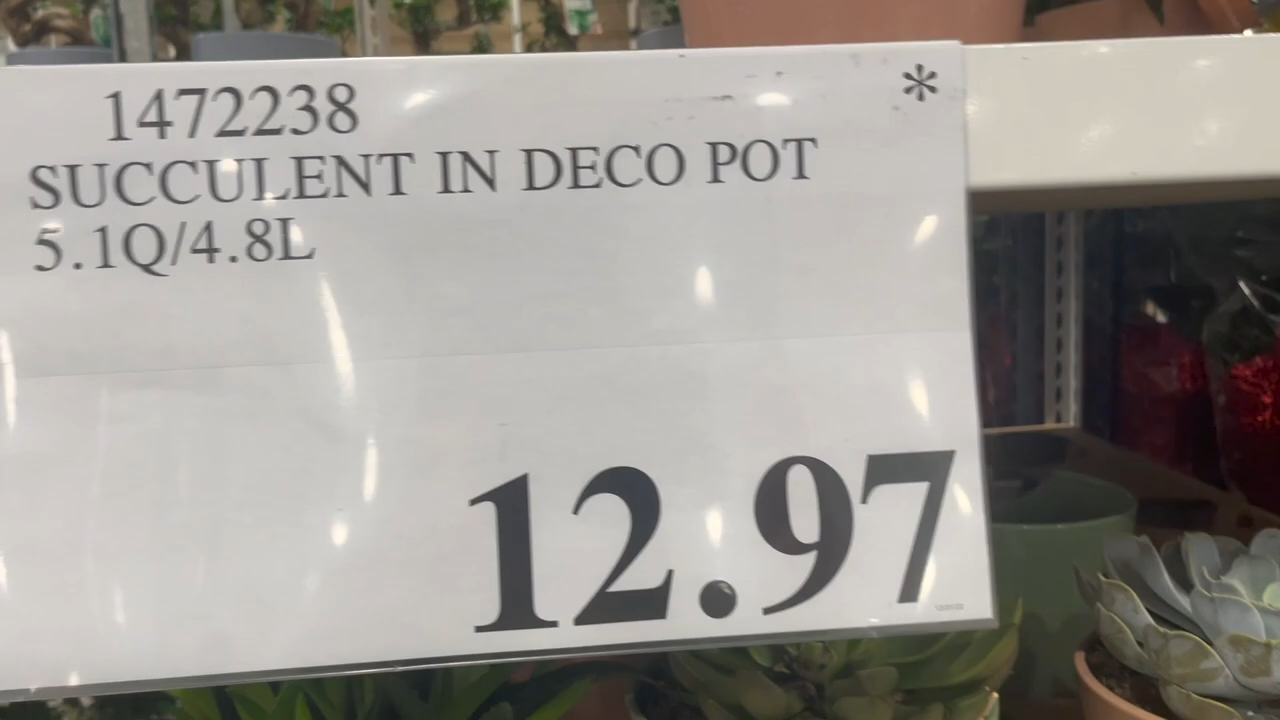 1472238
*
SUCCULENT IN DECO POT
5.1Q/4.8L
12.97